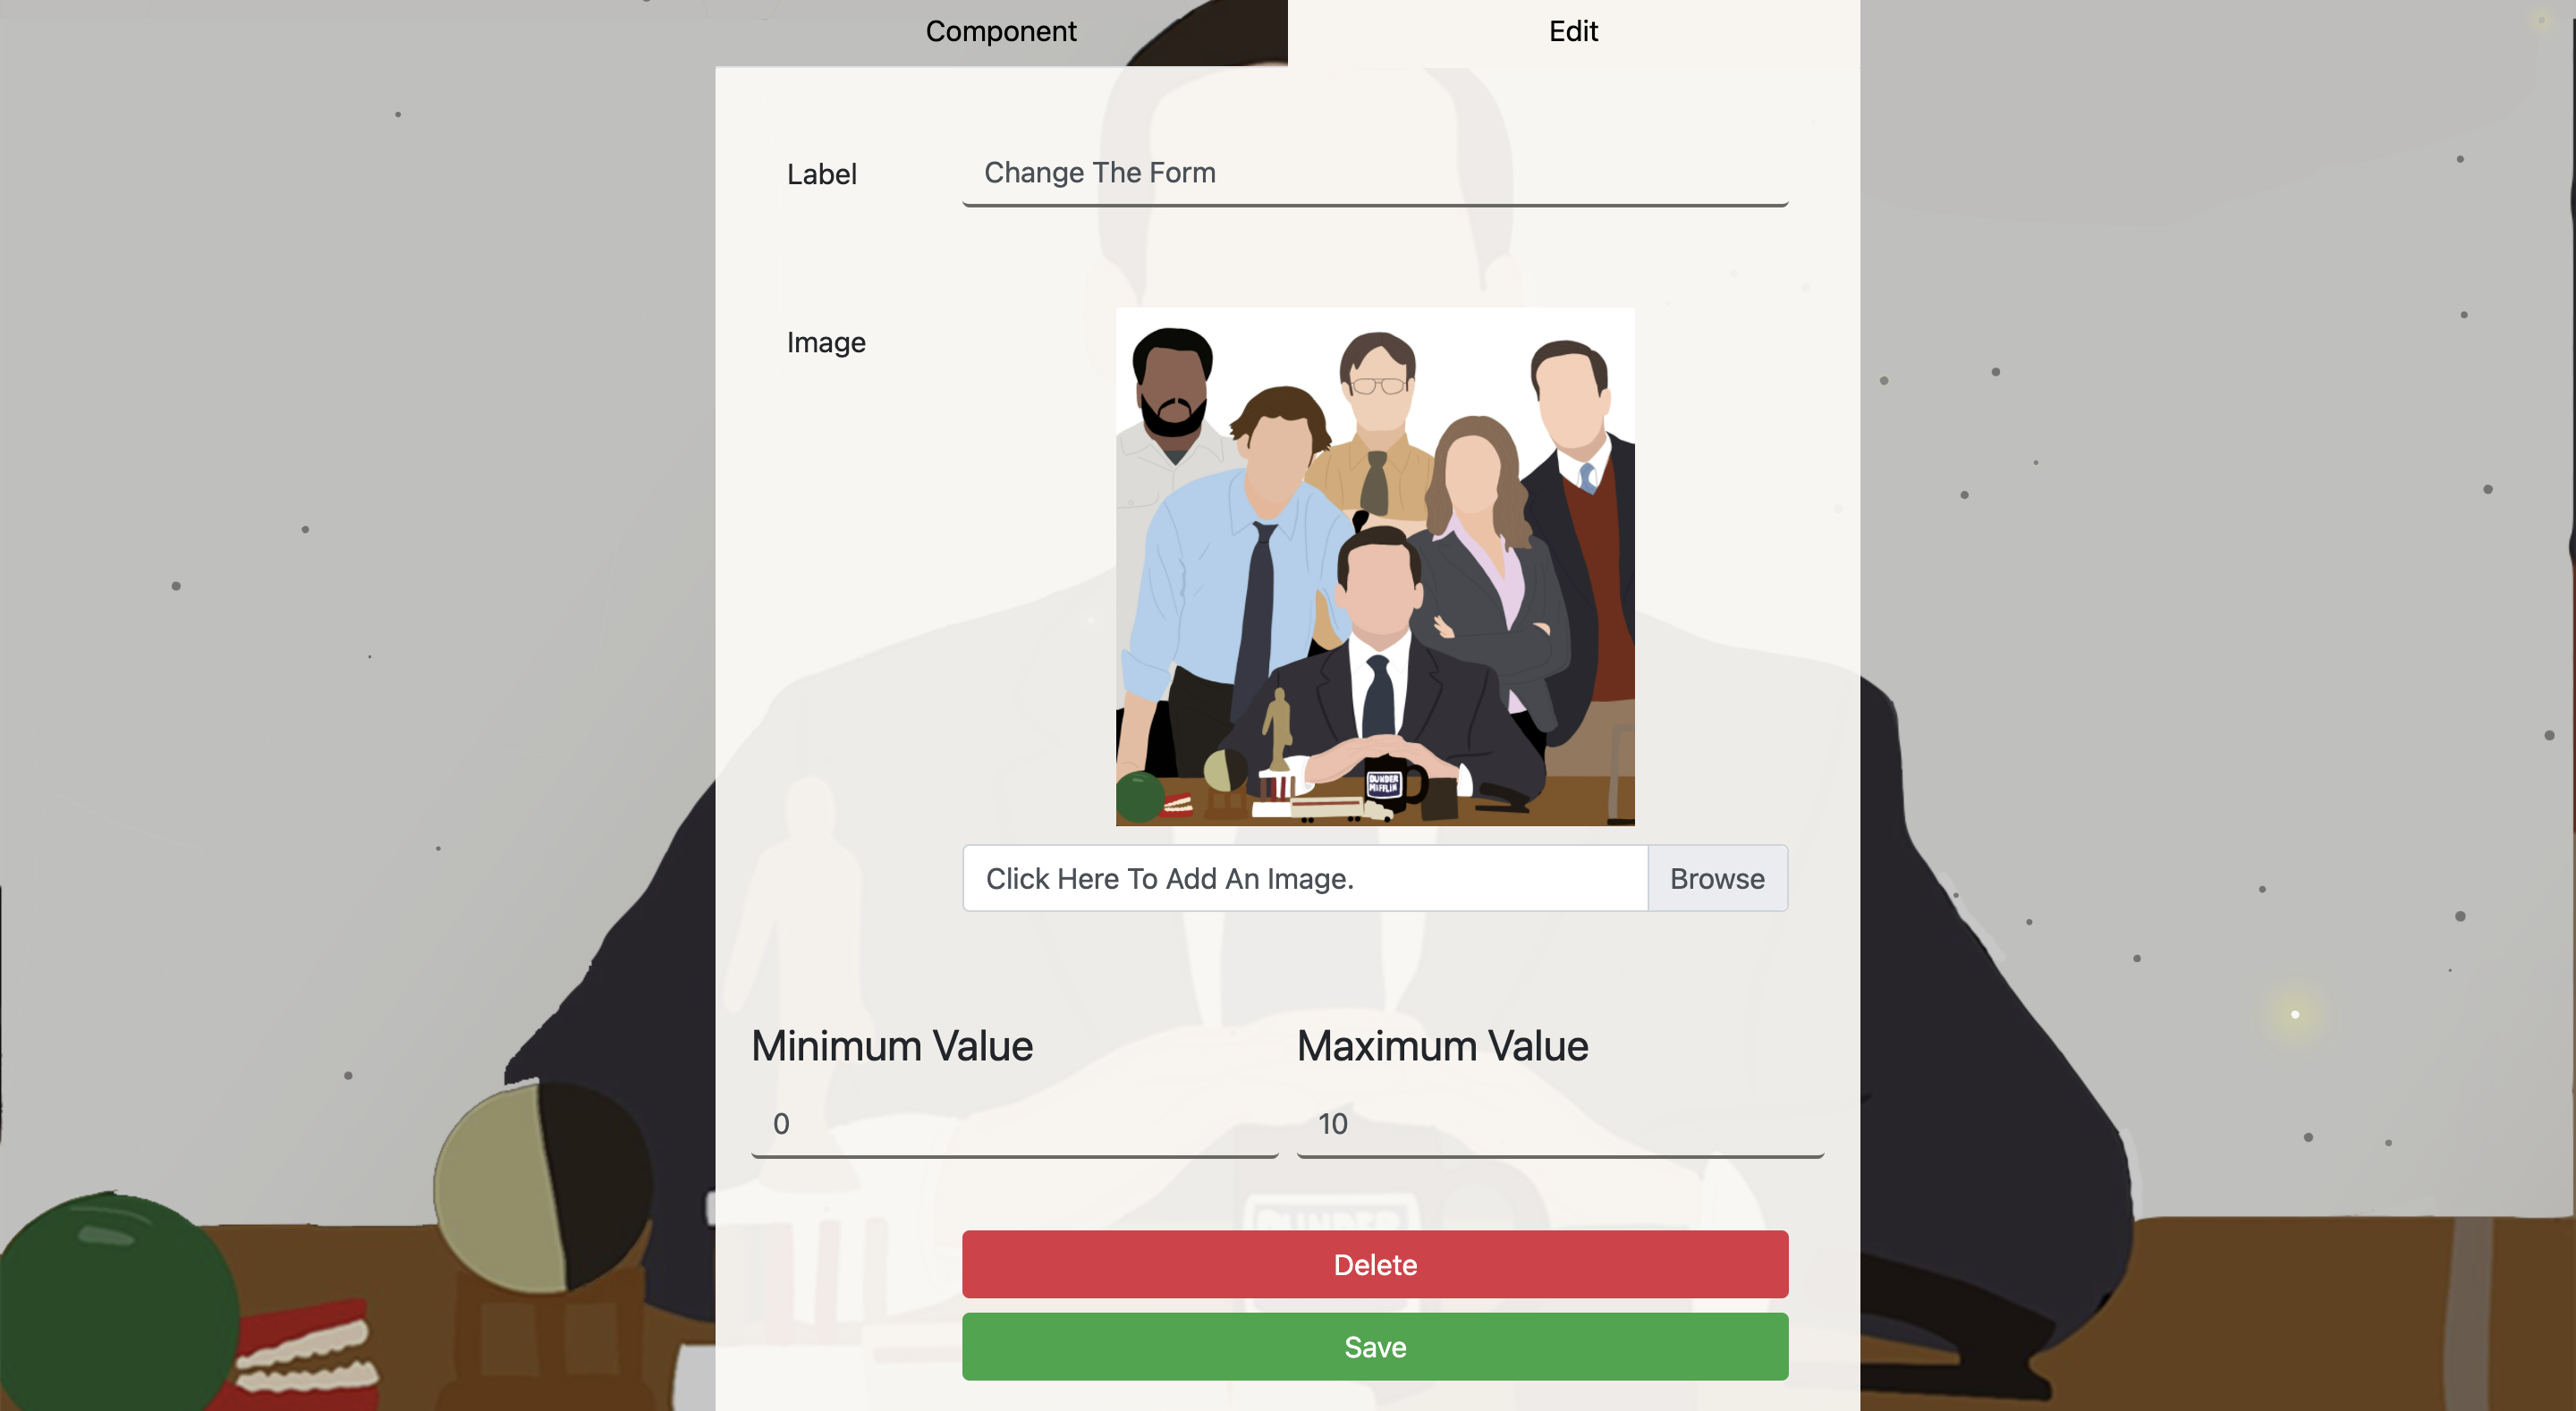 Component
Edit
Label
Change The Form
Image
DUNDER
MIFFLIN
Click Here To Add An Image.
Browse
Minimum Value
Maximum Value
0
10
DUNDER
Delete
Save